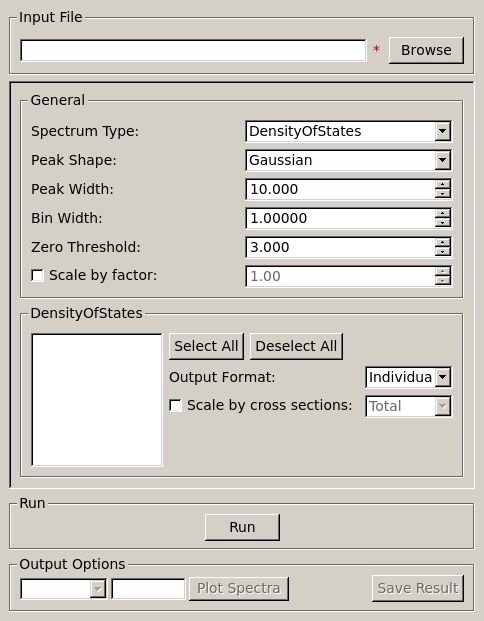 Input File
* Browse
General
Spectrum Type: DensityOfStates
Peak Shape: Gaussian
Peak Width: 10.000
Bin Width: 1.00000
Zero Threshold: 3.000
Scale by factor: 1.00
DensityOfStates
Select All Deselect All
Output Format: Individua
Scale by cross sections: Total
Run
Run
Output Options
Plot Spectra Save Result